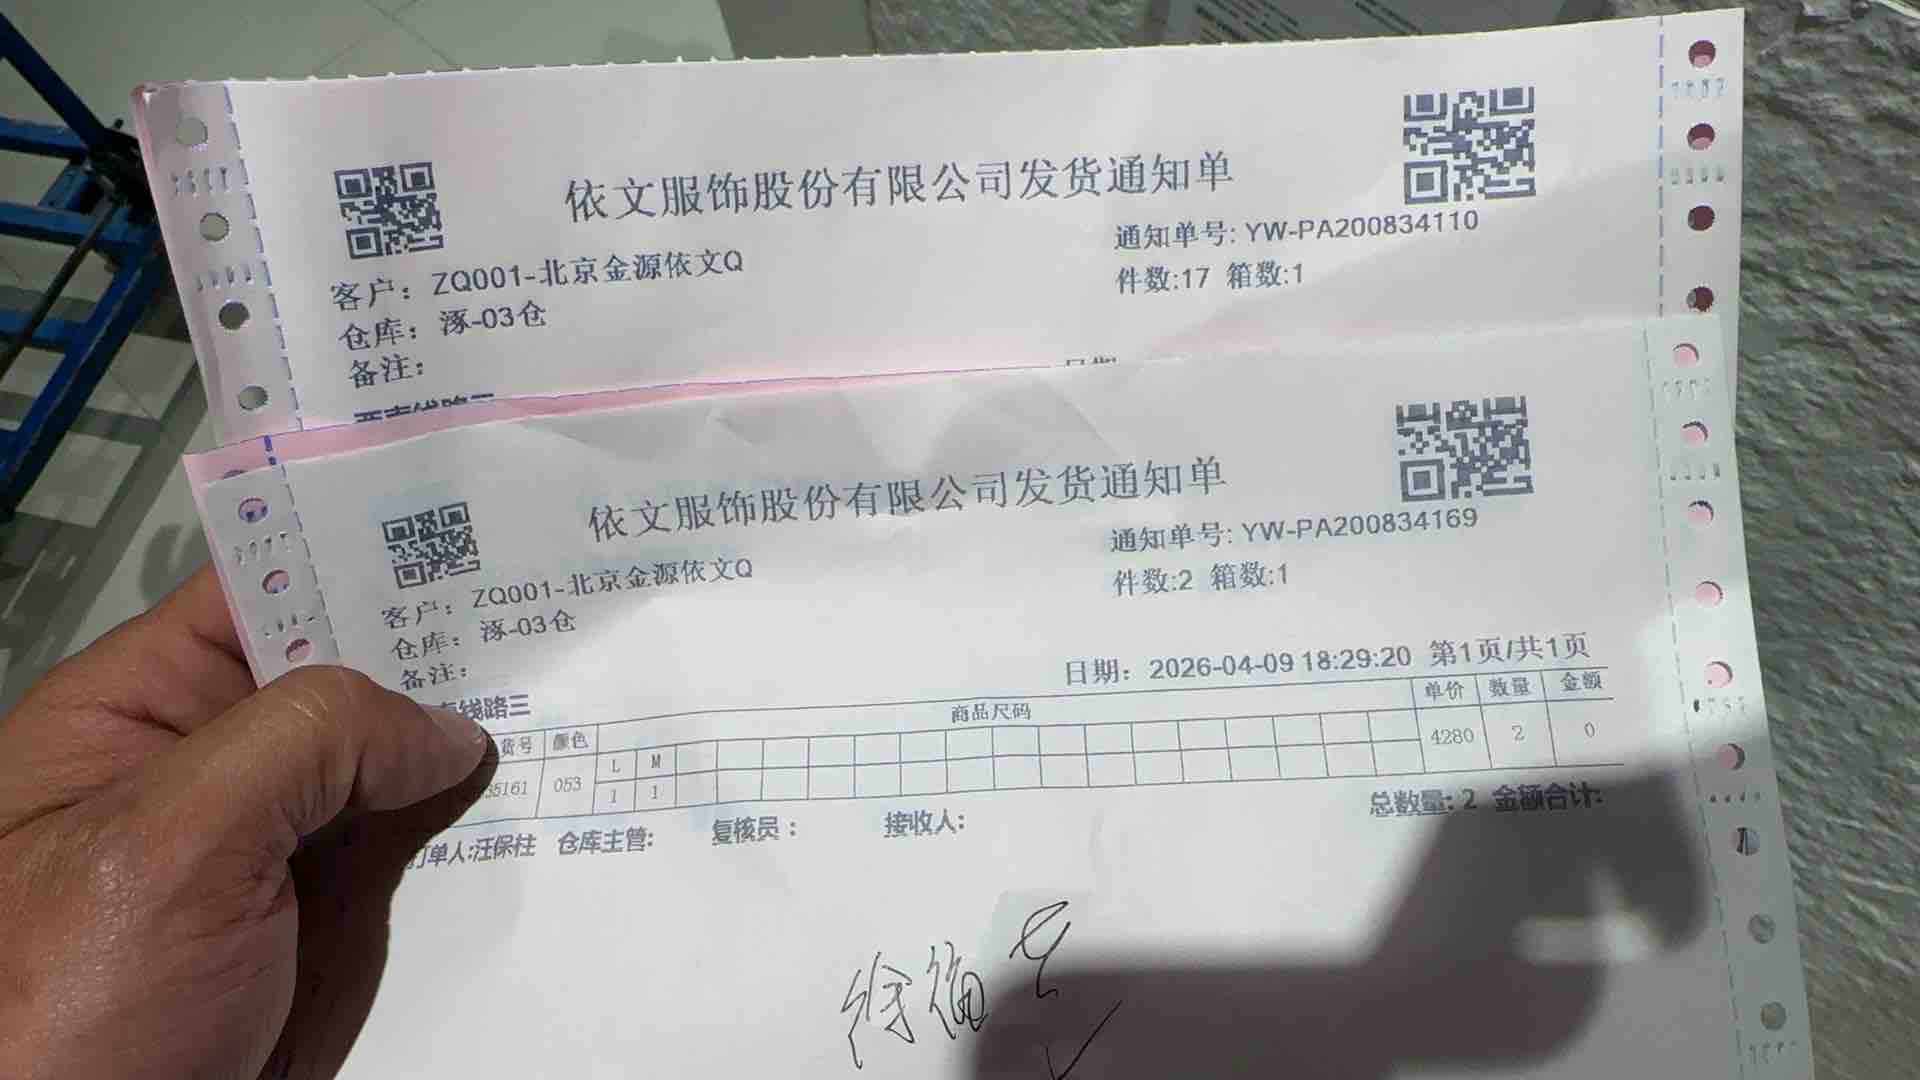 依文服饰股份有限公司发货通知单
通知单号: YW-PA200834110
客户: ZQ001-北京金源依文Q
件数:17 箱数:1
仓库: 涿-03仓
备注:
依文服饰股份有限公司发货通知单
通知单号: YW-PA200834169
客户: ZQ001-北京金源依文Q
件数:2 箱数:1
仓库: 涿-03仓
备注:
日期: 2026-04-09 18:29:20 第1页/共1页
线路三
货号 颜色 商品尺码 单价 数量 金额
L M
35161 053 1 1 4280 2 0
总数量: 2 金额合计:
打单人:汪保柱 仓库主管: 复核员: 接收人:
徐海